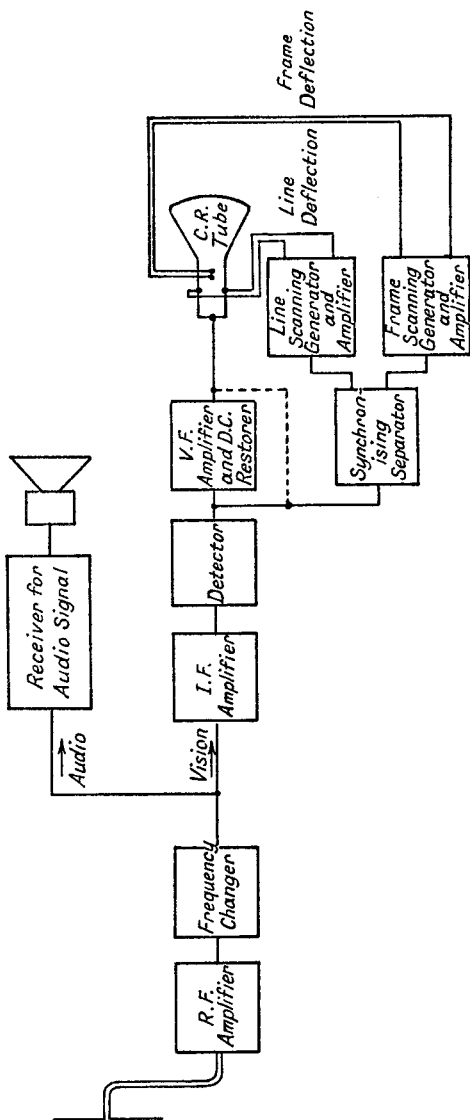 R.F.
Amplifier
Frequency
Changer
Audio
Vision
Receiver for
Audio Signal
I.F.
Amplifier
Detector
V.F.
Amplifier
and D.C.
Restorer
C.R.
Tube
Synchron-
ising
Separator
Line
Scanning
Generator
and
Amplifier
Frame
Scanning
Generator
and
Amplifier
Line
Deflection
Frame
Deflection